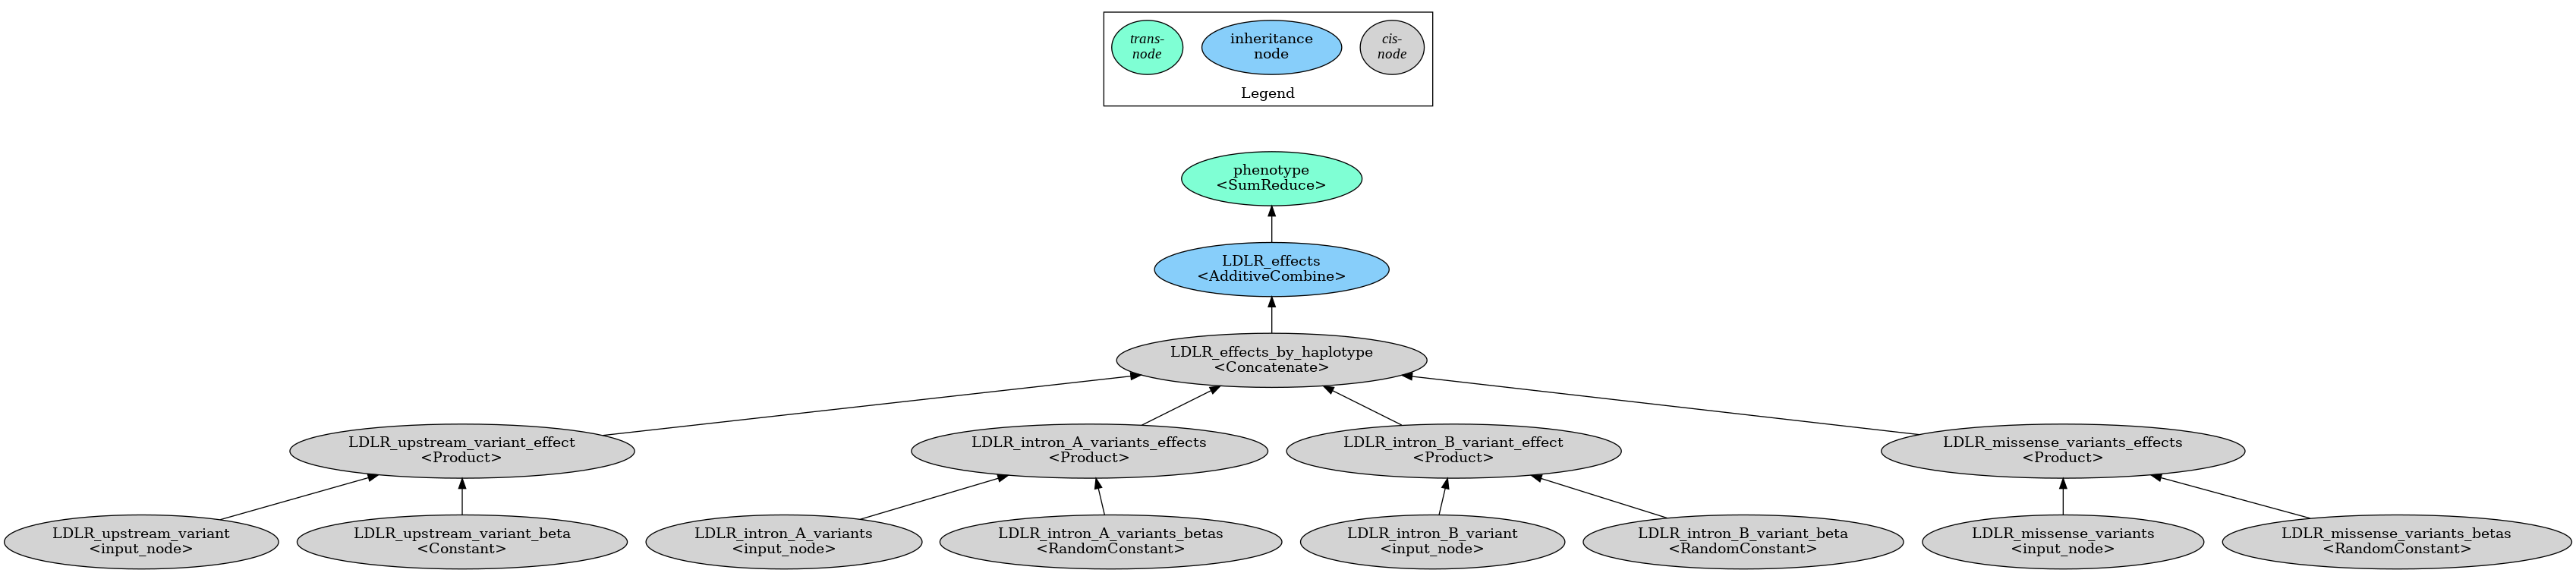 trans-
node
inheritance
node
cis-
node
Legend
phenotype
<SumReduce>
LDLR_effects
<AdditiveCombine>
LDLR_effects_by_haplotype
<Concatenate>
LDLR_upstream_variant_effect
<Product>
LDLR_intron_A_variants_effects
<Product>
LDLR_intron_B_variant_effect
<Product>
LDLR_missense_variants_effects
<Product>
LDLR_upstream_variant
<input_node>
LDLR_upstream_variant_beta
<Constant>
LDLR_intron_A_variants
<input_node>
LDLR_intron_A_variants_betas
<RandomConstant>
LDLR_intron_B_variant
<input_node>
LDLR_intron_B_variant_beta
<RandomConstant>
LDLR_missense_variants
<input_node>
LDLR_missense_variants_betas
<RandomConstant>